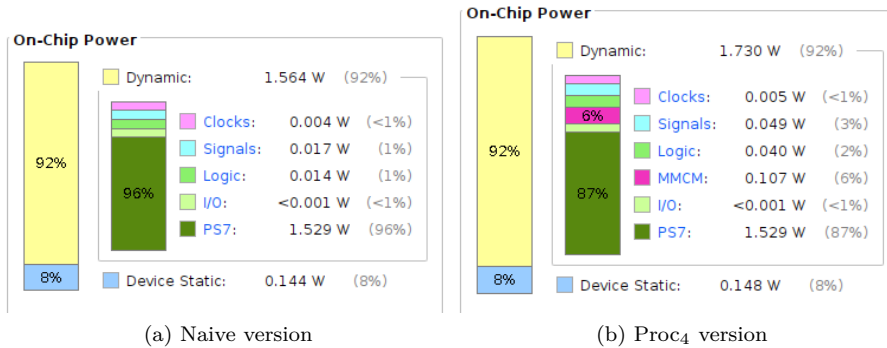 On-Chip Power
Dynamic: 1.564 W (92%)
Clocks: 0.004 W (<1%)
Signals: 0.017 W (1%)
Logic: 0.014 W (1%)
I/O: <0.001 W (<1%)
PS7: 1.529 W (96%)
92%
96%
8%
Device Static: 0.144 W (8%)
(a) Naive version
On-Chip Power
Dynamic: 1.730 W (92%)
Clocks: 0.005 W (<1%)
Signals: 0.049 W (3%)
Logic: 0.040 W (2%)
6%
MMCM: 0.107 W (6%)
I/O: <0.001 W (<1%)
PS7: 1.529 W (87%)
92%
87%
8%
Device Static: 0.148 W (8%)
(b) Proc₄ version